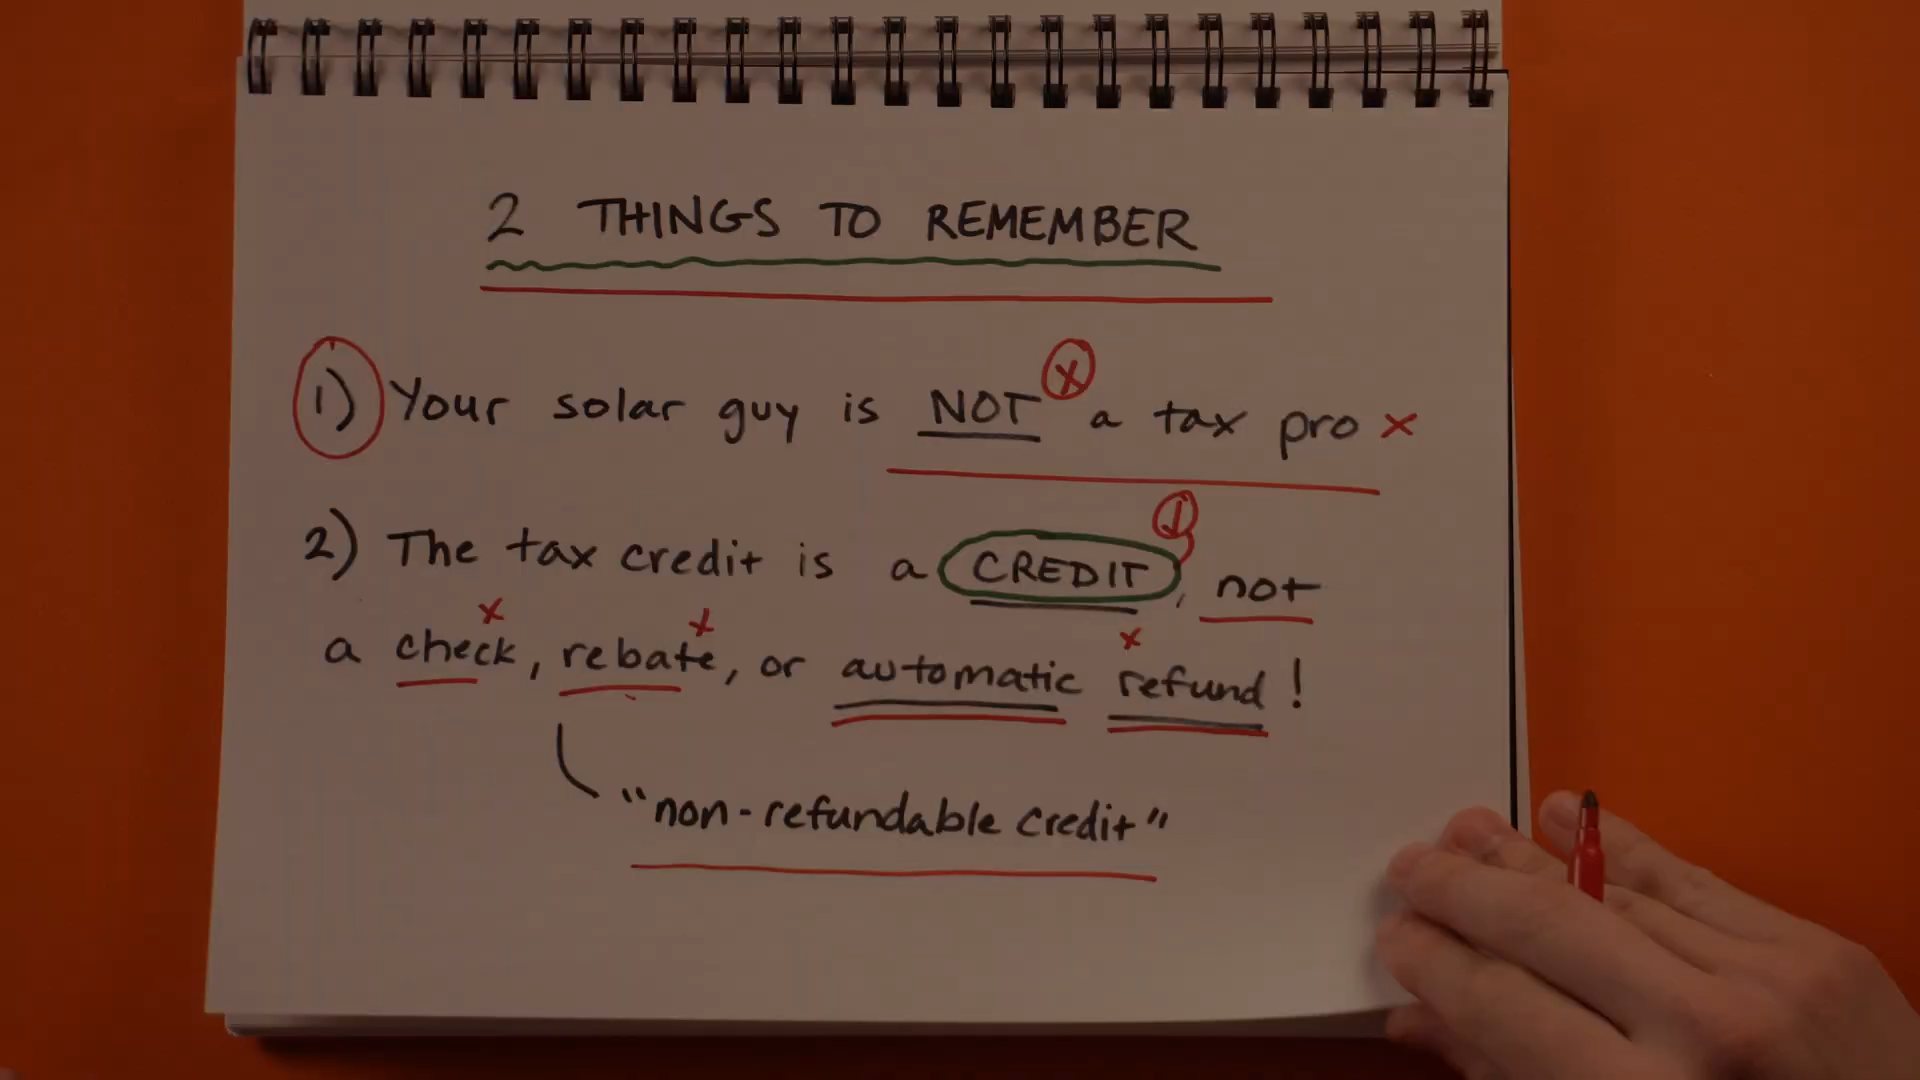 2 THINGS TO REMEMBER
1) Your solar guy is NOT a tax pro
2) The tax credit is a CREDIT, not
a check, rebate, or automatic refund!
"non-refundable credit"